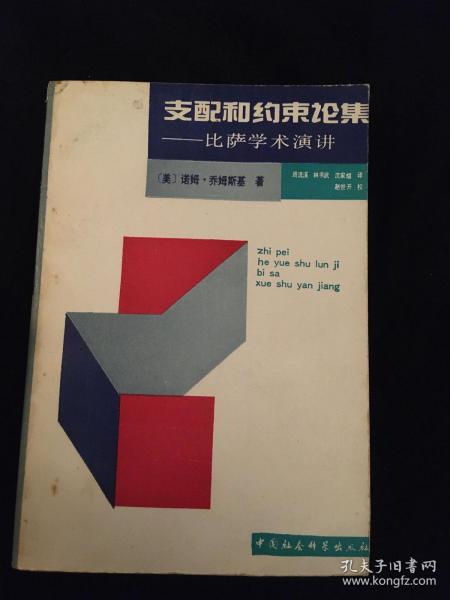 支配和约束论集
——比萨学术演讲
〔美〕诺姆·乔姆斯基 著
周流溪 林书武 沈家煊 译
赵世开 校
zhi pei
he yue shu lun ji
bi sa
xue shu yan jiang
中国社会科学出版社
孔夫子旧书网
www.kongfz.com